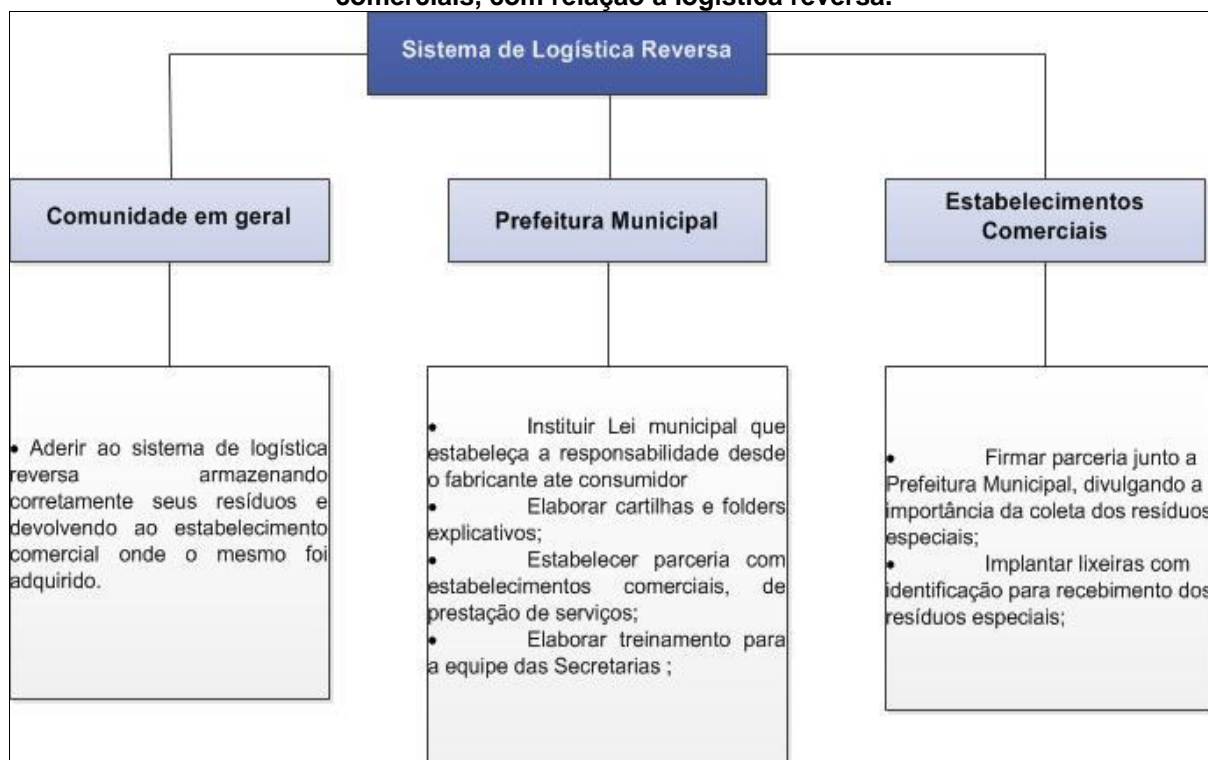 comerciais, com relação a logística reversa.
Sistema de Logística Reversa
Comunidade em geral
Prefeitura Municipal
Estabelecimentos
Comerciais
• Aderir ao sistema de logística
reversa armazenando
corretamente seus resíduos e
devolvendo ao estabelecimento
comercial onde o mesmo foi
adquirido.
• Instituir Lei municipal que
estabeleça a responsabilidade desde
o fabricante ate consumidor
• Elaborar cartilhas e folders
explicativos;
• Estabelecer parceria com
estabelecimentos comerciais, de
prestação de serviços;
• Elaborar treinamento para
a equipe das Secretarias ;
• Firmar parceria junto a
Prefeitura Municipal, divulgando a
importância da coleta dos resíduos
especiais;
• Implantar lixeiras com
identificação para recebimento dos
resíduos especiais;